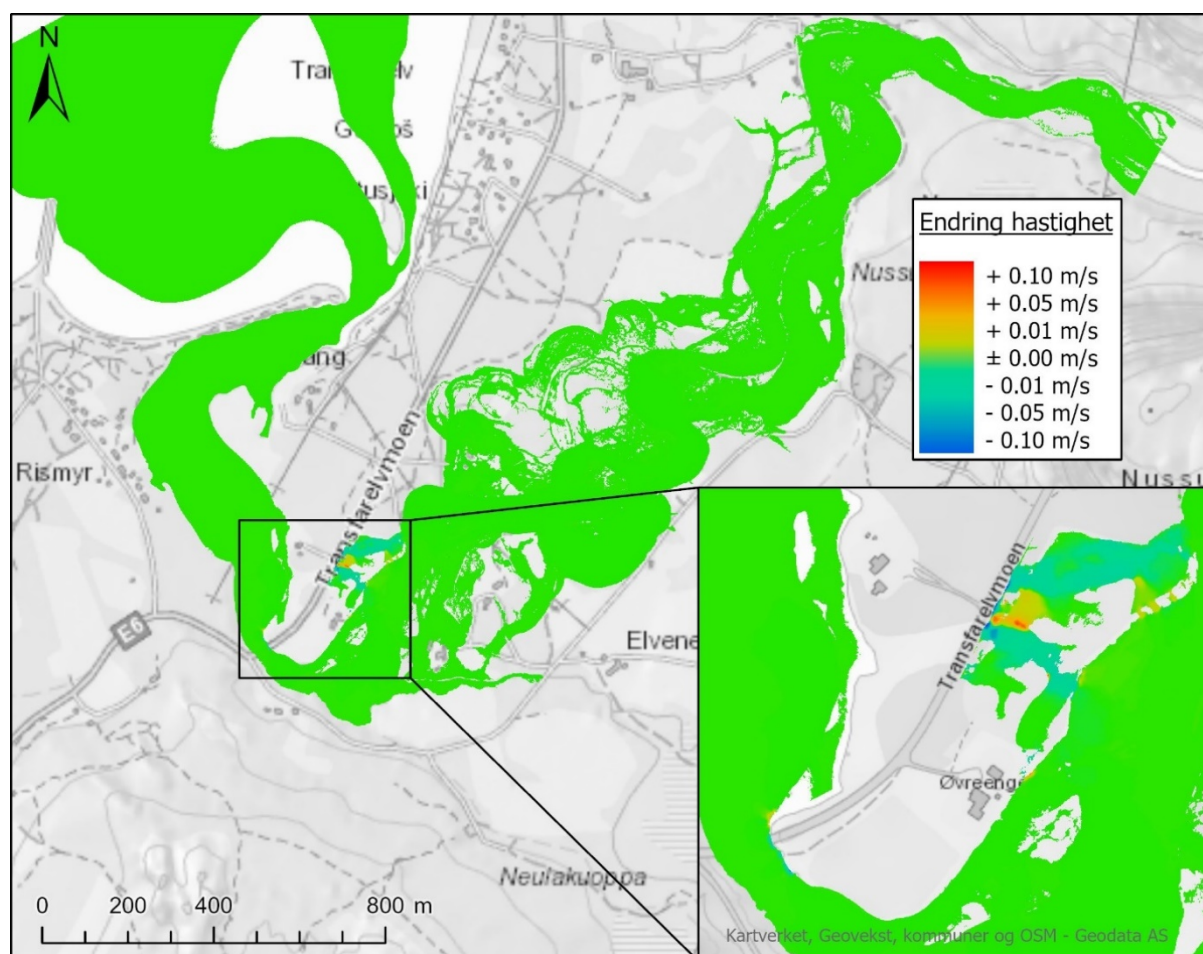 N
Rismyr
E6
Transfarelvmoen
Elvene
Neulakuoppa
0 200 400 800 m
Endring hastighet
+ 0.10 m/s
+ 0.05 m/s
+ 0.01 m/s
± 0.00 m/s
- 0.01 m/s
- 0.05 m/s
- 0.10 m/s
Transfarelvmoen
Kartverket, Geovekst, kommuner og OSM - Geodata AS